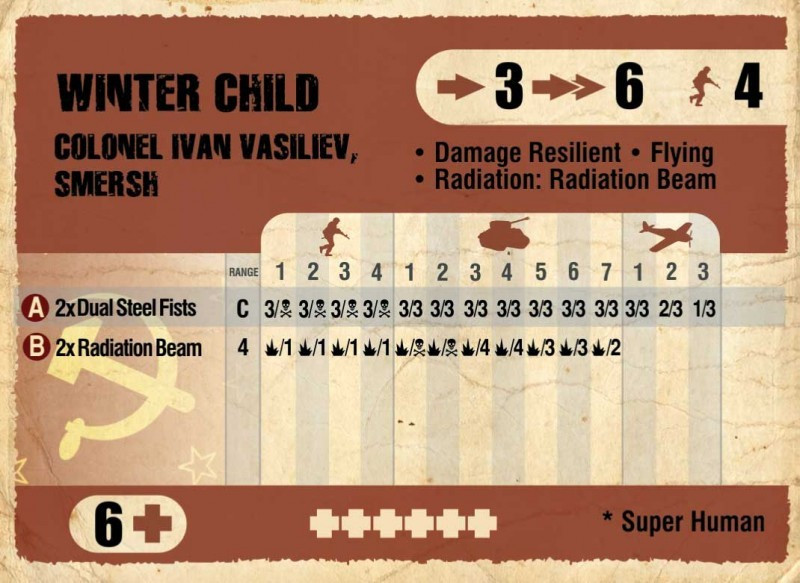 WINTER CHILD
COLONEL IVAN VASILIEV,
SMERSH
3 6 4
• Damage Resilient • Flying
• Radiation: Radiation Beam
RANGE 1 2 3 4 1 2 3 4 5 6 7 1 2 3
A 2x Dual Steel Fists C 3/☠ 3/☠ 3/☠ 3/☠ 3/3 3/3 3/3 3/3 3/3 3/3 3/3 3/3 2/3 1/3
B 2x Radiation Beam 4 /1 /1 /1 /1 /☠ /☠ /4 /4 /3 /3 /2
6
* Super Human